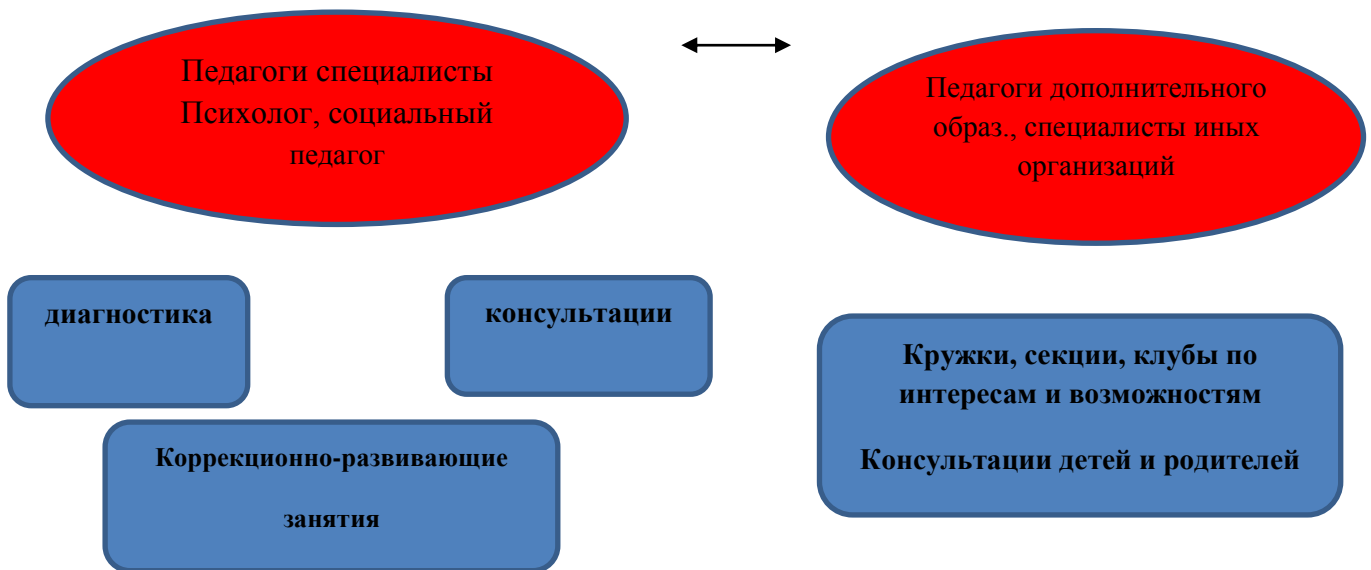 Педагоги специалисты
Психолог, социальный
педагог
Педагоги дополнительного
образ., специалисты иных
организаций
диагностика
консультации
Кружки, секции, клубы по
интересам и возможностям
Консультации детей и родителей
Коррекционно-развивающие
занятия